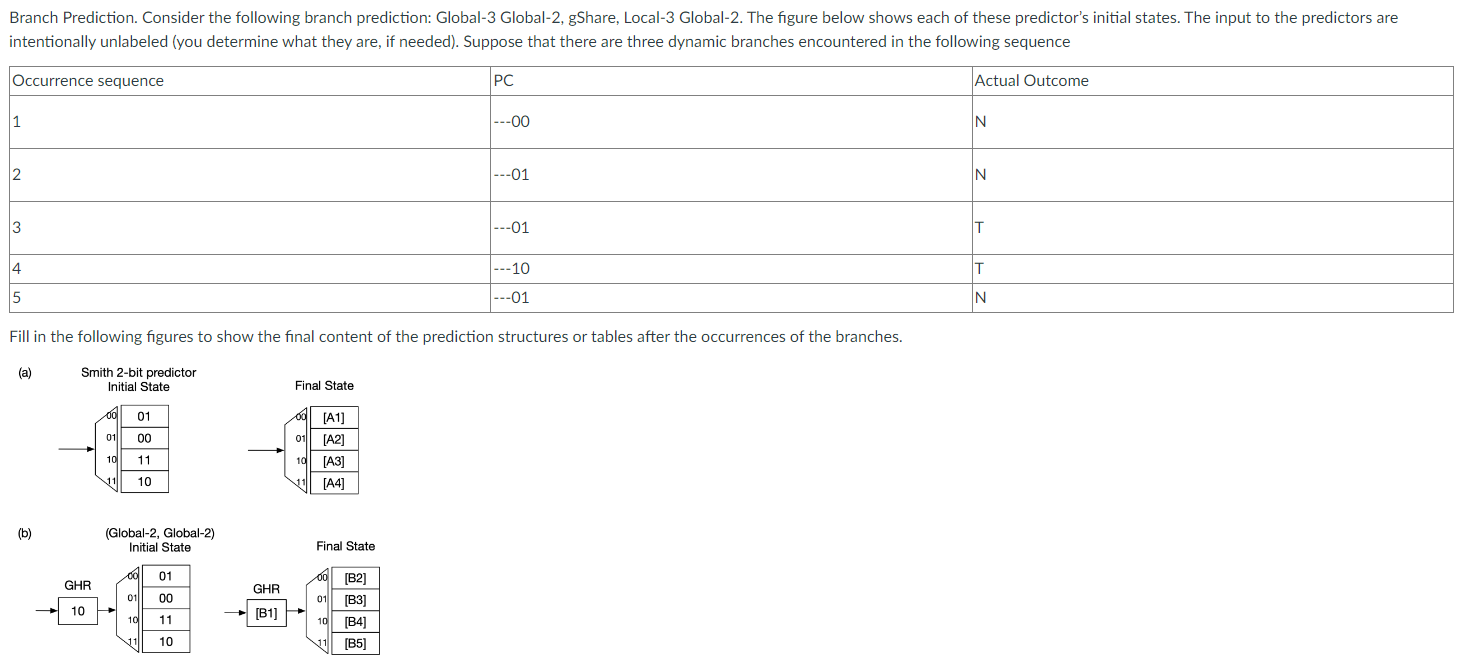 Branch Prediction. Consider the following branch prediction: Global-3 Global-2, gShare, Local-3 Global-2. The figure below shows each of these predictor's initial states. The input to the predictors are
intentionally unlabeled (you determine what they are, if needed). Suppose that there are three dynamic branches encountered in the following sequence
Occurrence sequence PC Actual Outcome
1 ---00 N
2 ---01 N
3 ---01 T
4 ---10 T
5 ---01 N
Fill in the following figures to show the final content of the prediction structures or tables after the occurrences of the branches.
(a) Smith 2-bit predictor
Initial State Final State
00 01 00 [A1]
01 00 01 [A2]
10 11 10 [A3]
11 10 11 [A4]
(b) (Global-2, Global-2)
Initial State Final State
GHR GHR
10 [B1]
00 01 00 [B2]
01 00 01 [B3]
10 11 10 [B4]
11 10 11 [B5]